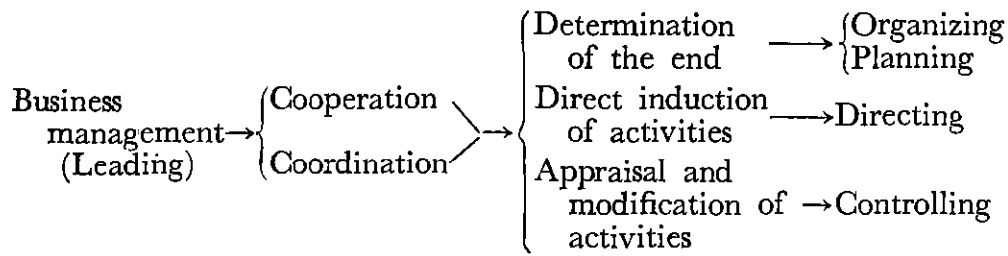 Business
management→
(Leading)
Cooperation
Coordination
→
Determination
of the end
Direct induction
of activities
Appraisal and
modification of
activities
→Organizing
Planning
→Directing
→Controlling